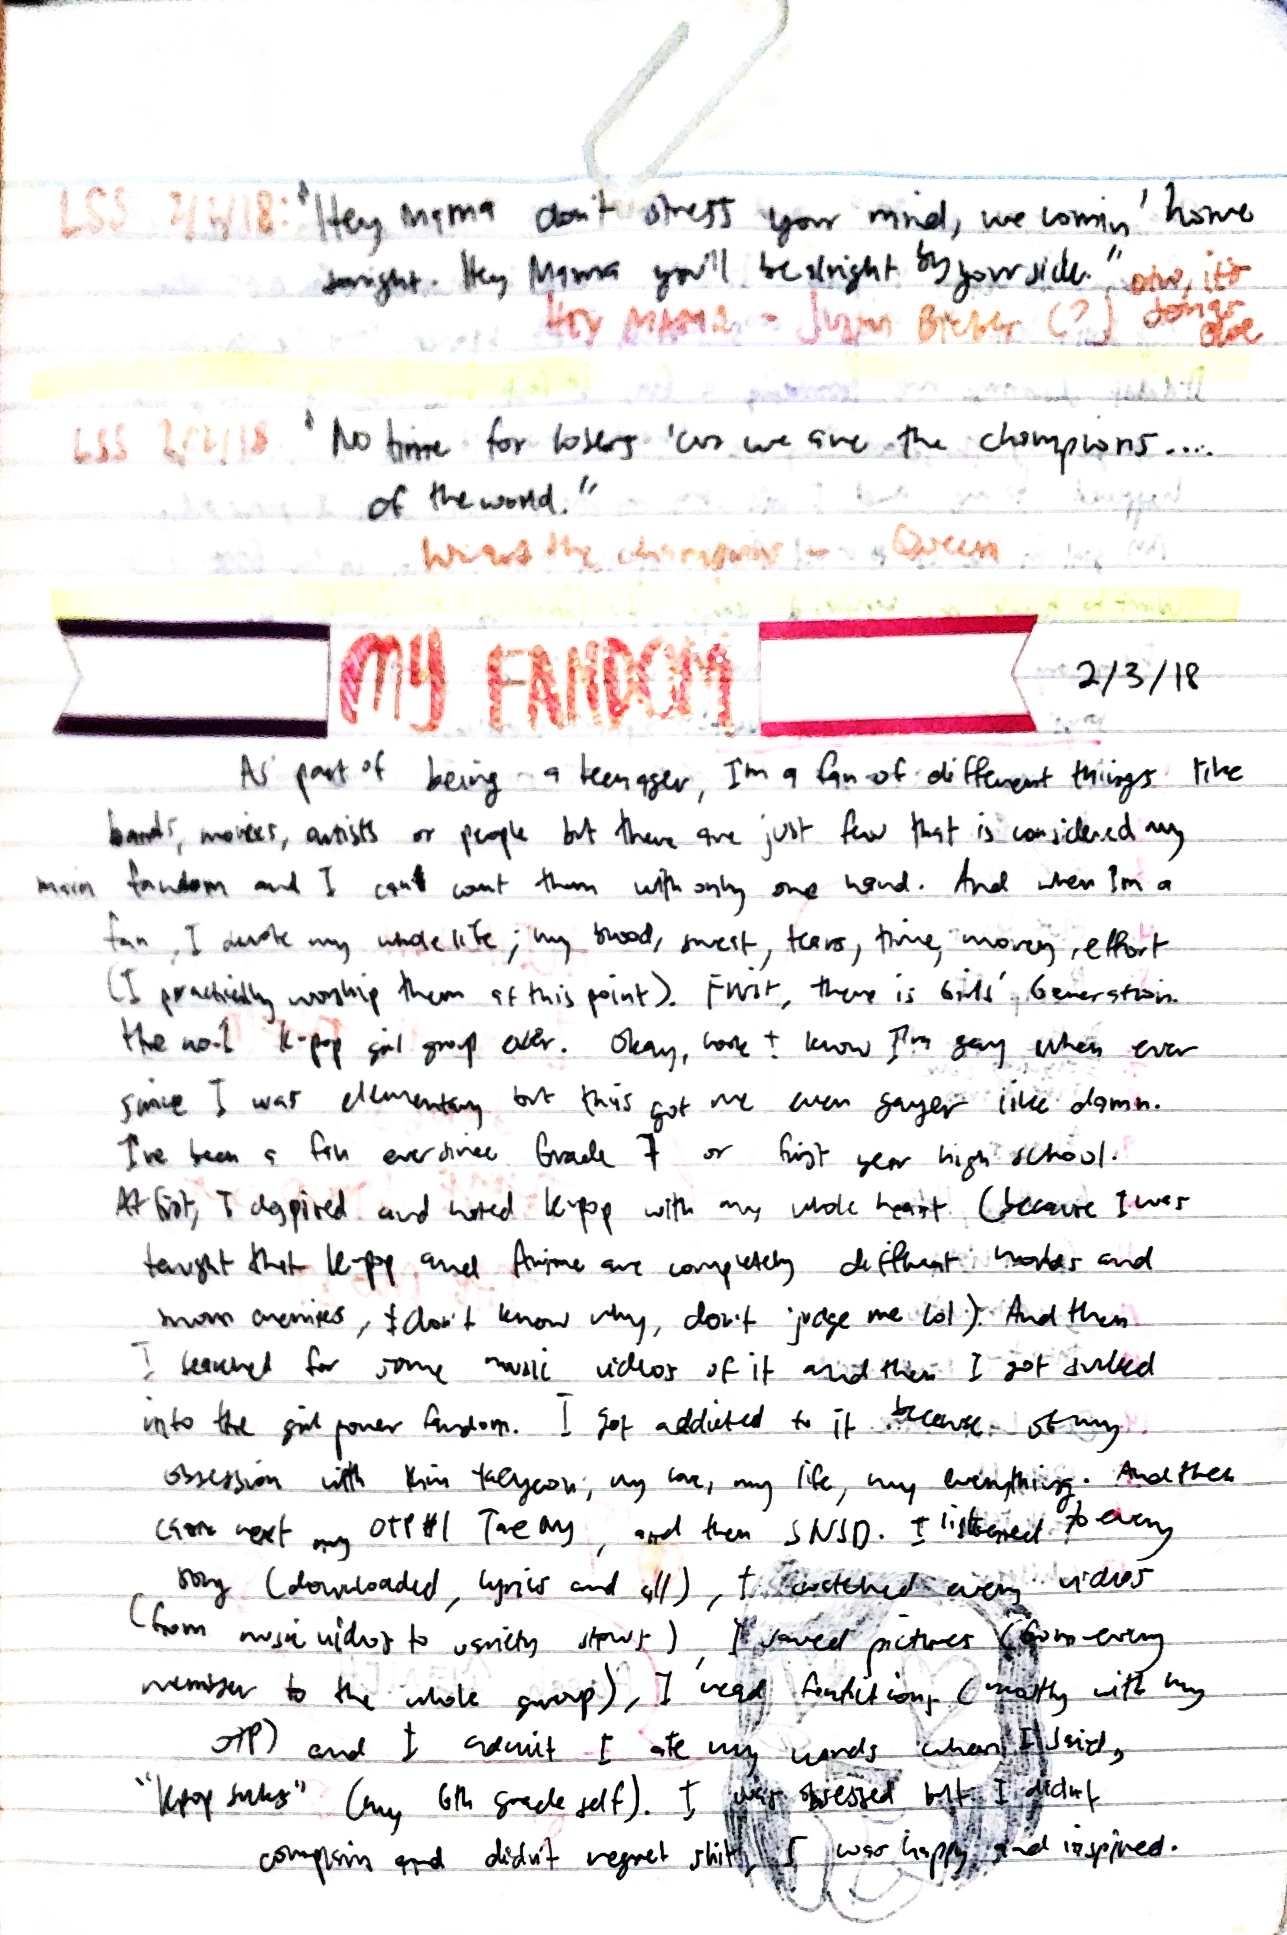 LSS 2/2/18: "Hey Mama don't stress your mind, we comin' home
tonight. Hey Mama you'll be alright by your side."
Hey MAMA - Justin Bieber (?)
LSS 2/2/18 "No time for losers 'cus we are the champions....
of the world."
We are the champions - Queen
MY FANDOM 2/3/18
As part of being a teenager, I'm a fan of different things like
bands, movies, artists or people but there are just few that is considered my
main fandom and I can't count them with only one hand. And when I'm a
fan, I devote my whole life; my blood, sweat, tears, time, money, effort
(I practically worship them at this point). First, there is Girls' Generation.
the no.1 K-pop girl group ever. Okay, look I know I'm gay when ever
since I was elementary but this got me even gayer like damn.
I've been a fan eversince Grade 7 or first year high school.
At first, I despised and hated K-pop with my whole heart (because I was
taught that K-pop and Anime are completely different and
sworn enemies, I don't know why, don't judge me lol). And then
I searched for some music videos of it and then I got sucked
into the girl power fandom. I got addicted to it because of my
obsession with Kim Taeyeon, my love, my life, my everything. And then
came next my OTP #1 TaeNy, and then SNSD. I listened to every
song (downloaded, lyrics and all), I watched every videos
(from music videos to variety shows), I saved pictures (from every
member to the whole group), I read fanfictions (mostly with my
OTP) and I admit I ate my words when I said,
"Kpop sucks" (my 6th grade self). I was obsessed but I didn't
complain and didn't regret shit, I was happy and inspired.